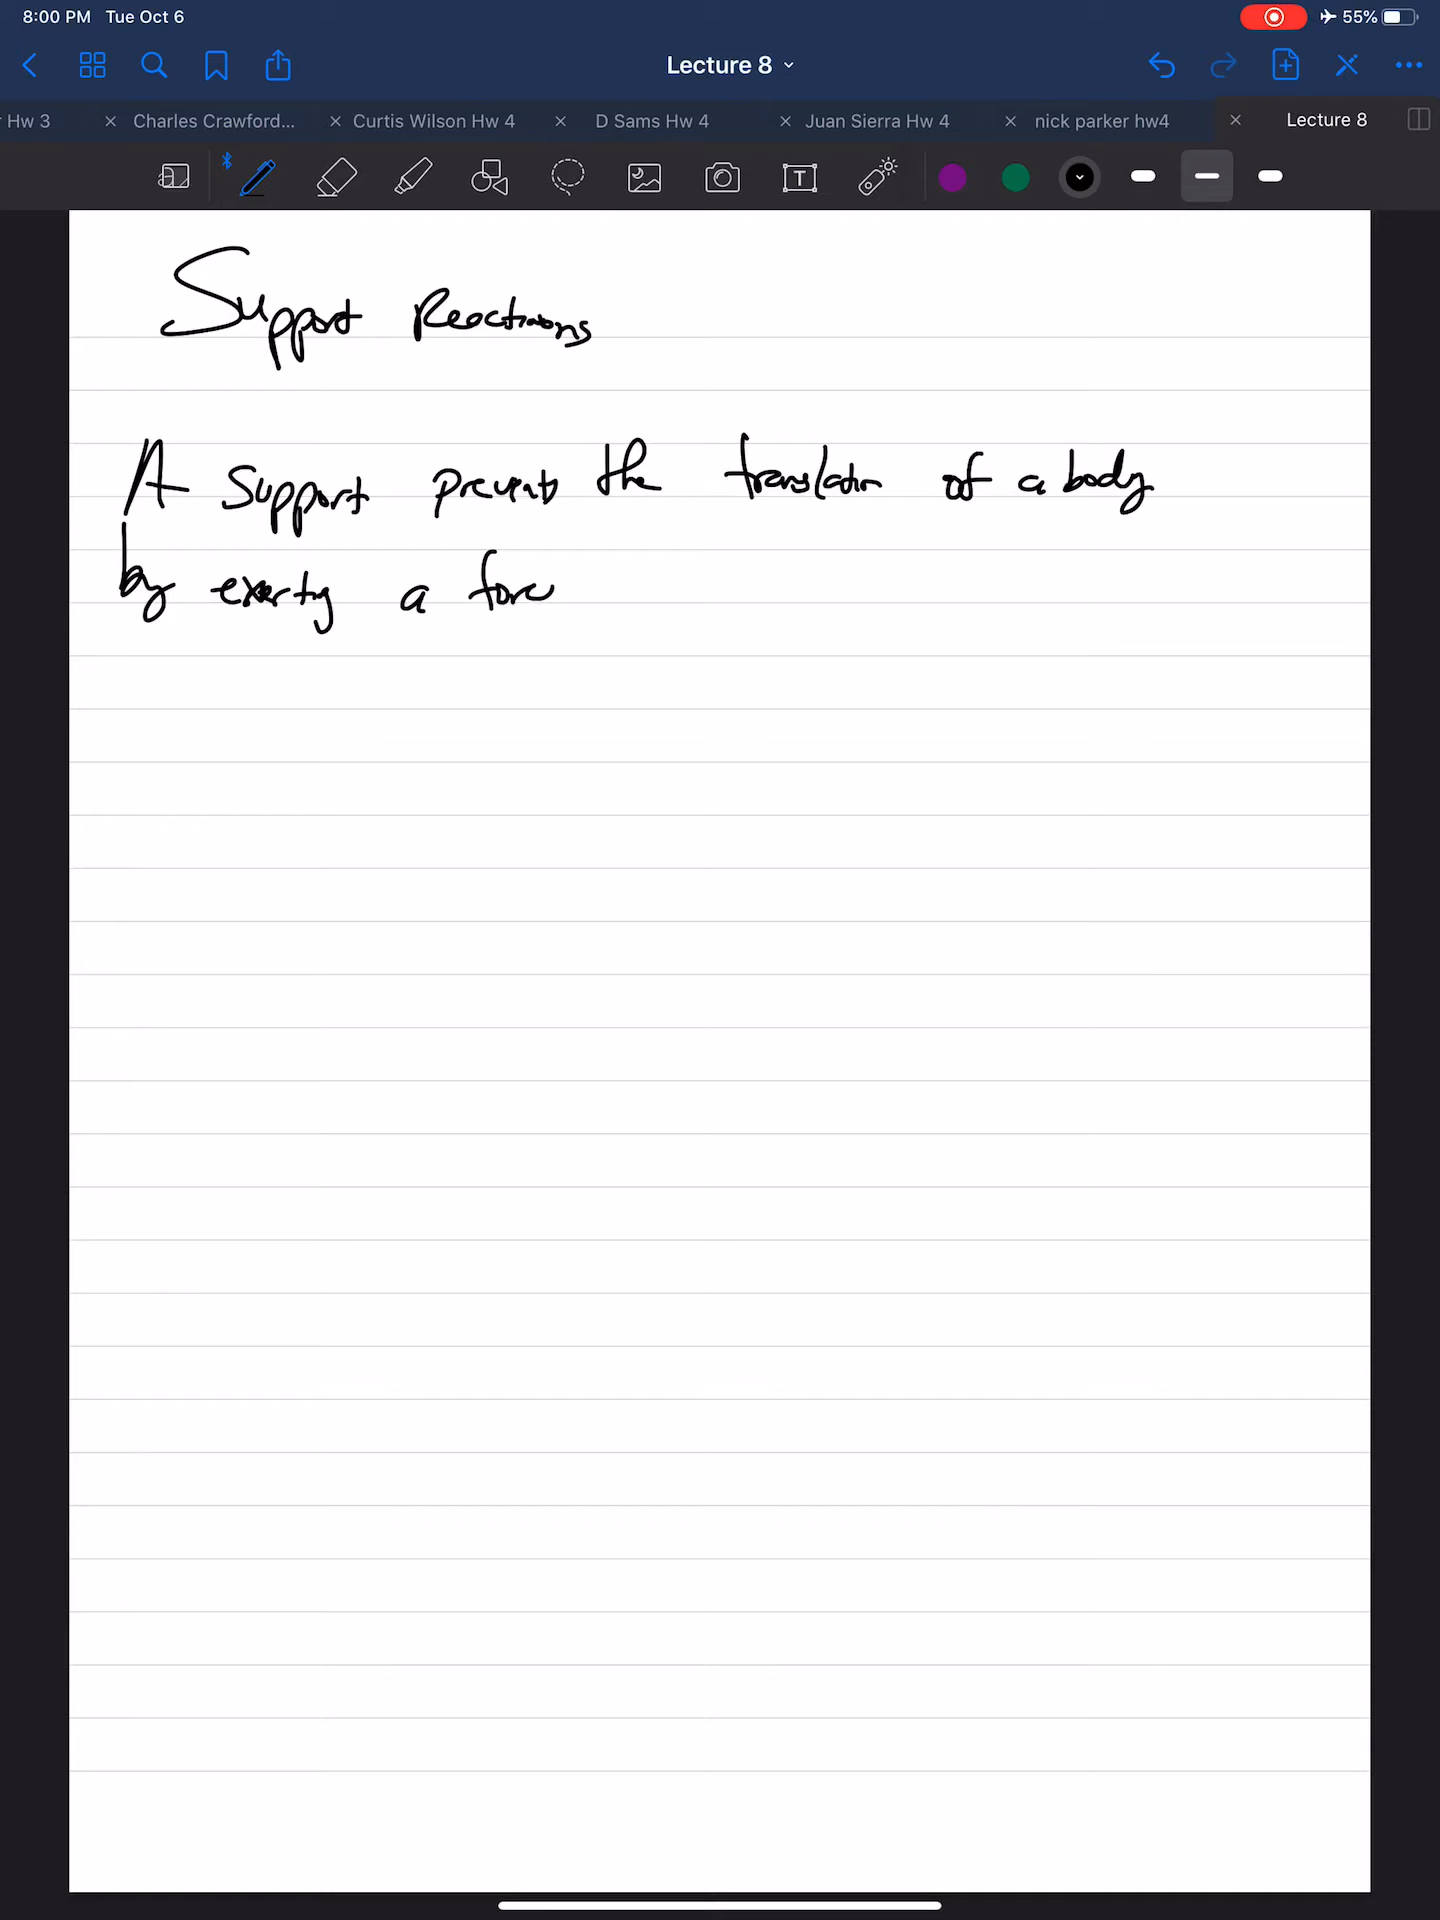 8:00 PM Tue Oct 6 55%
Lecture 8
Hw 3 Charles Crawford... Curtis Wilson Hw 4 D Sams Hw 4 Juan Sierra Hw 4 nick parker hw4 Lecture 8
T
Support Reactions
A support prevents the translation of a body
by exerting a force